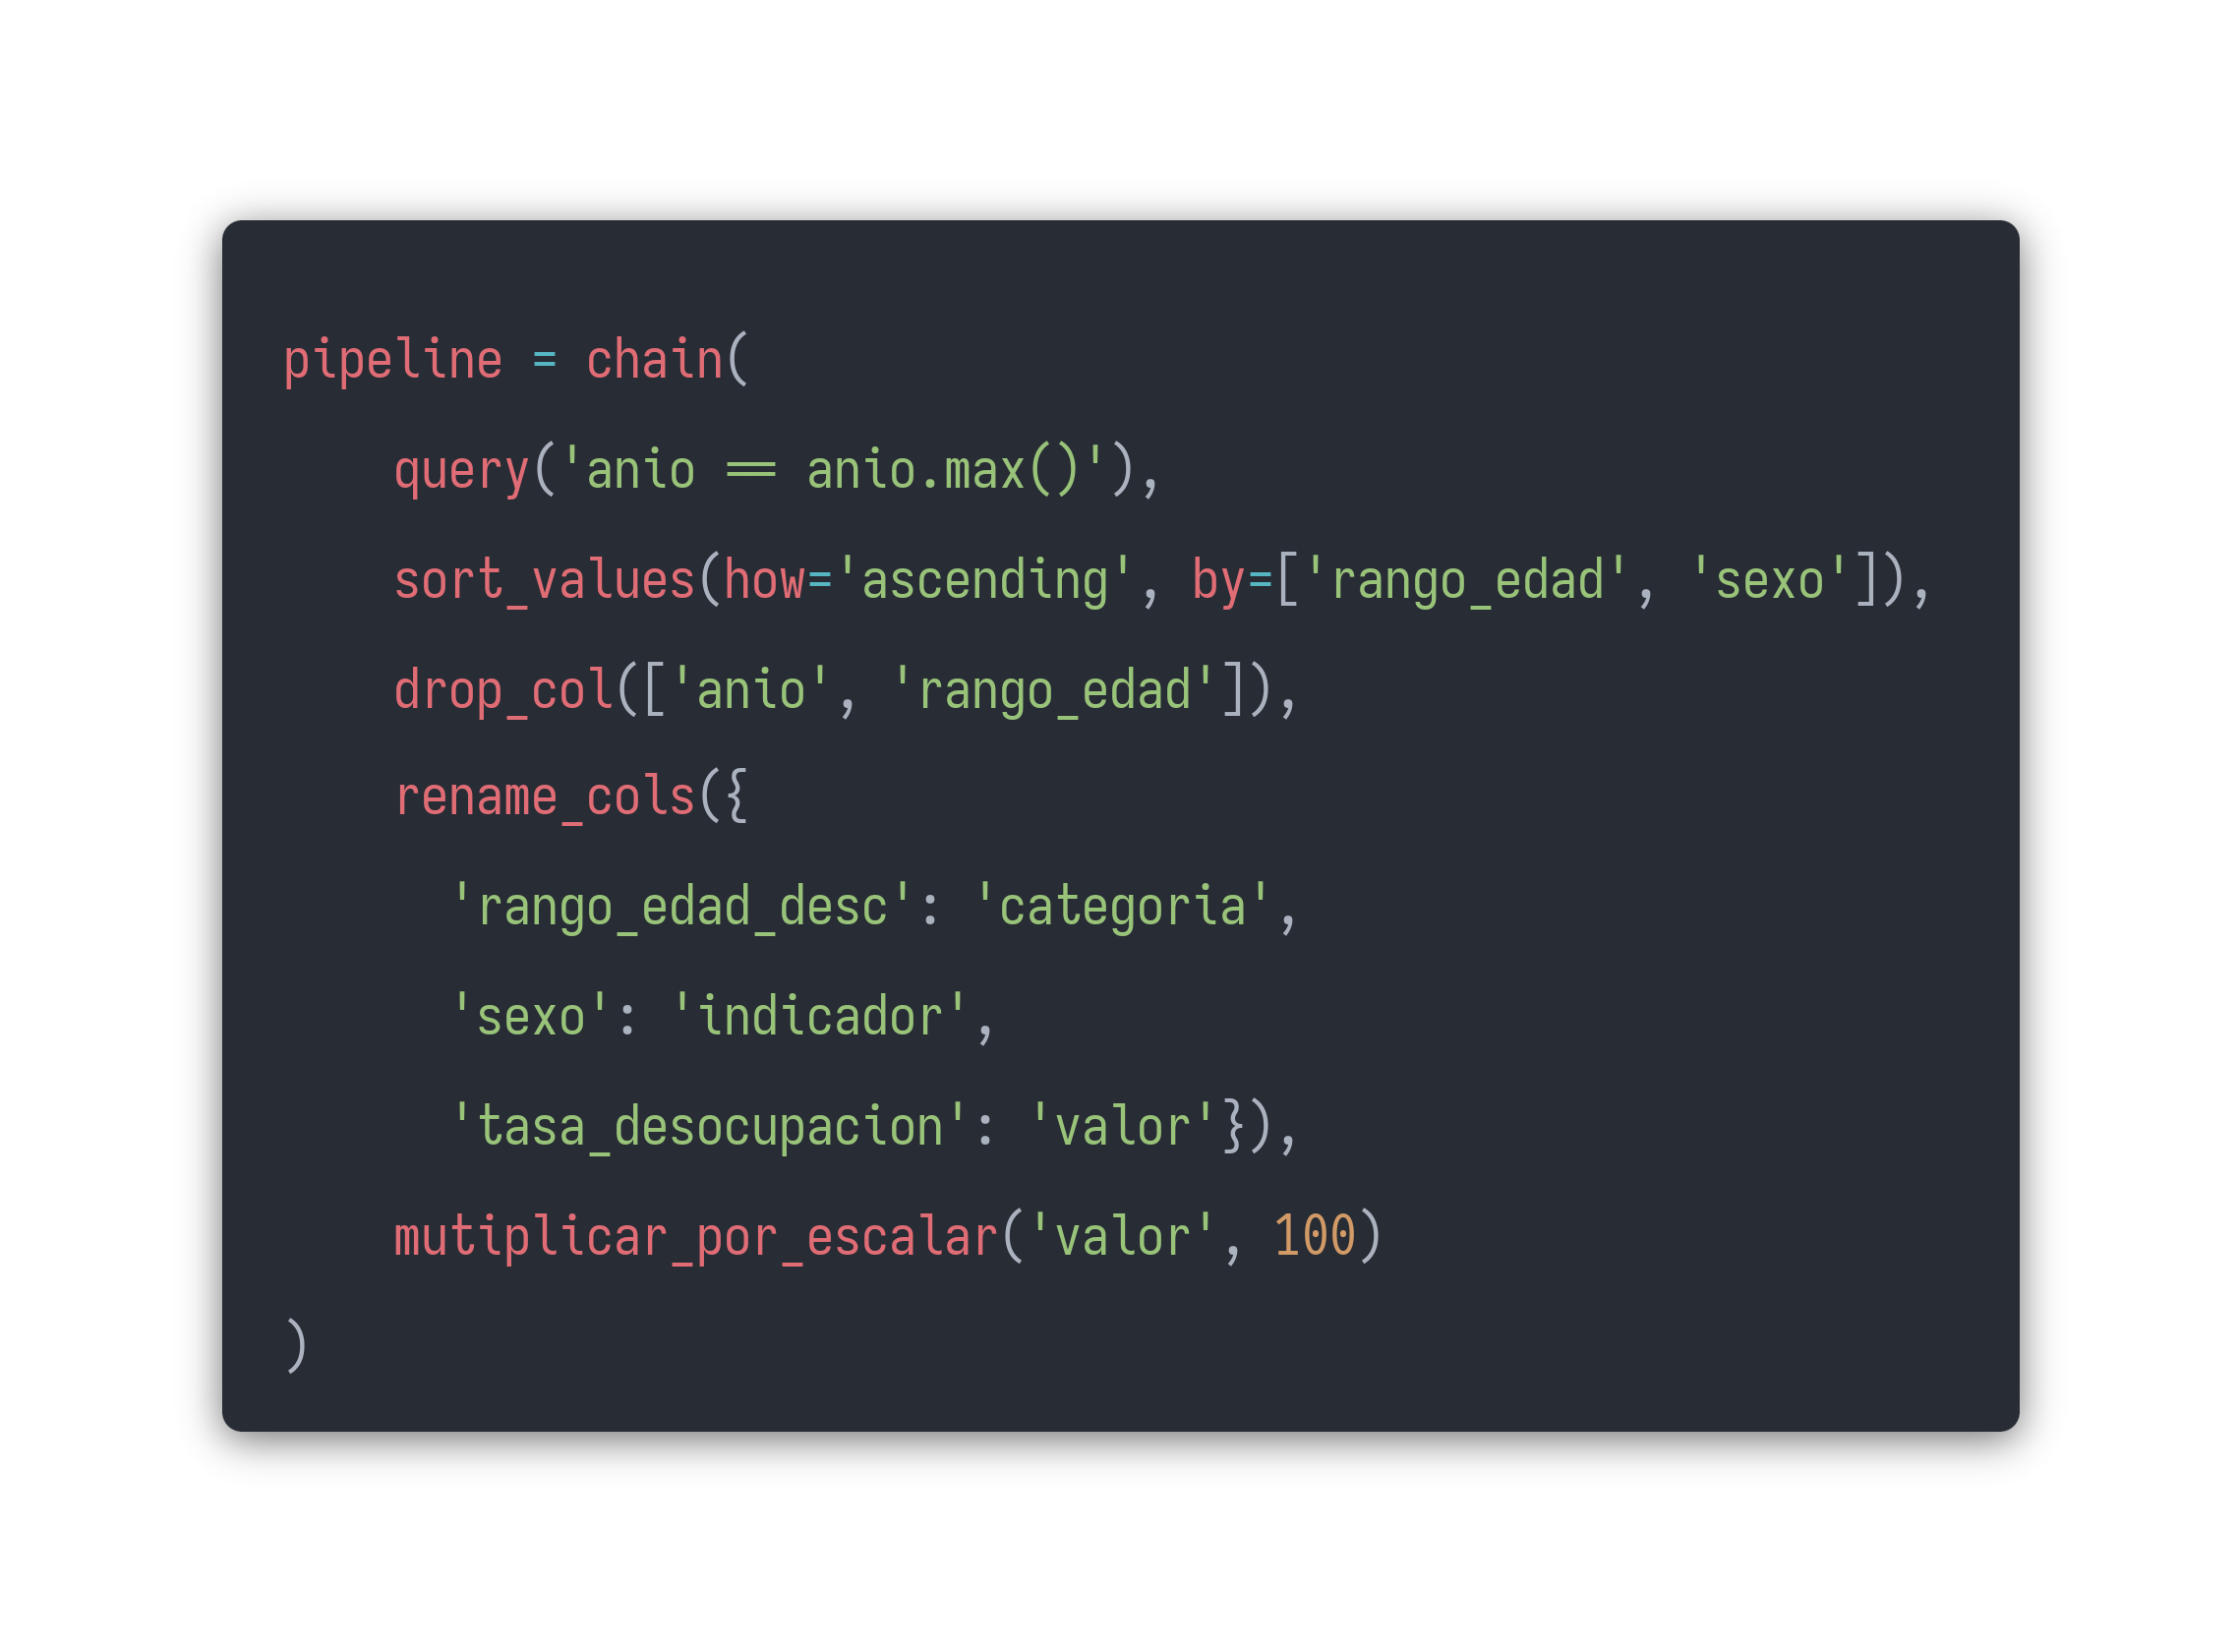 pipeline = chain(
    query('anio == anio.max()'),
    sort_values(how='ascending', by=['rango_edad', 'sexo']),
    drop_col(['anio', 'rango_edad']),
    rename_cols({
      'rango_edad_desc': 'categoria',
      'sexo': 'indicador',
      'tasa_desocupacion': 'valor'}),
    mutiplicar_por_escalar('valor', 100)
)